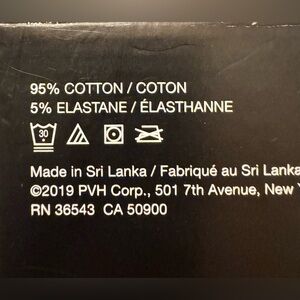 95% COTTON / COTON
5% ELASTANE / ÉLASTHANNE
30
Made in Sri Lanka / Fabriqué au Sri Lanka
©2019 PVH Corp., 501 7th Avenue, New Y
RN 36543 CA 50900